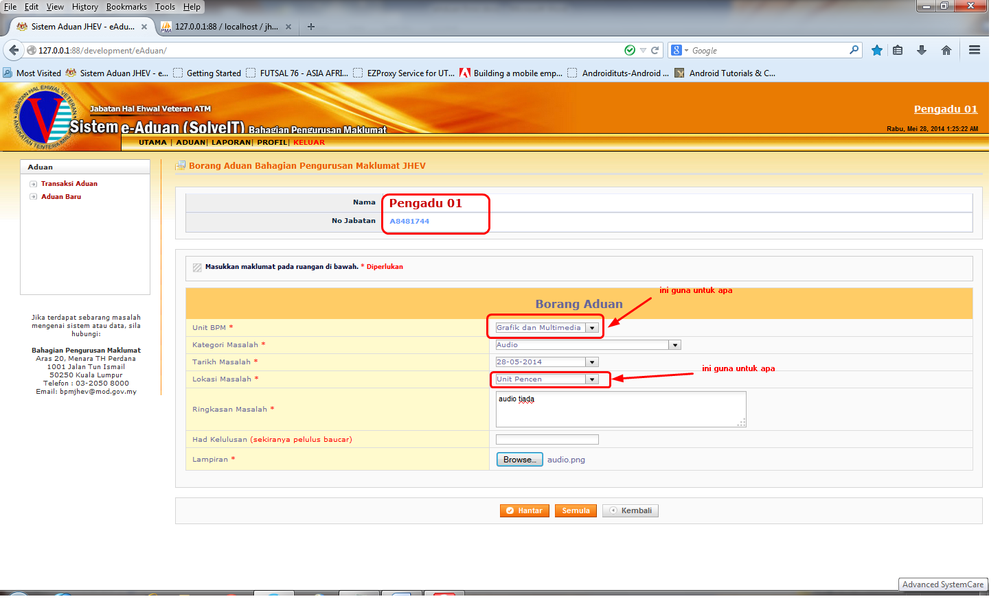 File Edit View History Bookmarks Tools Help
Sistem Aduan JHEV - eAdu... × 127.0.0.1:88 / localhost / jh... × +
127.0.0.1:88/development/eAduan/ Google
Most Visited Sistem Aduan JHEV - e... Getting Started FUTSAL 76 - ASIA AFRI... EZProxy Service for UT... Building a mobile emp... Androidituts-Android ... Android Tutorials & C...
JABATAN HAL EHWAL VETERAN
ANGKATAN TENTERA
V
Jabatan Hal Ehwal Veteran ATM
Sistem e-Aduan (SolveIT) Bahagian Pengurusan Maklumat
Pengadu 01
Rabu, Mei 28, 2014 1:25:22 AM
UTAMA | ADUAN| LAPORAN| PROFIL| KELUAR
Aduan
Transaksi Aduan
Aduan Baru
Jika terdapat sebarang masalah
mengenai sistem atau data, sila
hubungi:
Bahagian Pengurusan Maklumat
Aras 20, Menara TH Perdana
1001 Jalan Tun Ismail
50250 Kuala Lumpur
Telefon : 03-2050 8000
Email: bpmjhev@mod.gov.my
Borang Aduan Bahagian Pengurusan Maklumat JHEV
Nama Pengadu 01
No Jabatan A8481744
Masukkan maklumat pada ruangan di bawah. * Diperlukan
ini guna untuk apa
Borang Aduan
Unit BPM * Grafik dan Multimedia
Kategori Masalah * Audio
Tarikh Masalah * 28-05-2014
ini guna untuk apa
Lokasi Masalah * Unit Pencen
Ringkasan Masalah * audio tiada
Had Kelulusan (sekiranya pelulus baucar)
Lampiran * Browse... audio.png
Hantar Semula Kembali
Advanced SystemCare